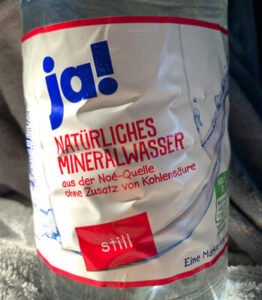 ja!
NATÜRLICHES
MINERALWASSER
aus der Noé-Quelle
ohne Zusatz von Kohlensäure
still
Eine Marke